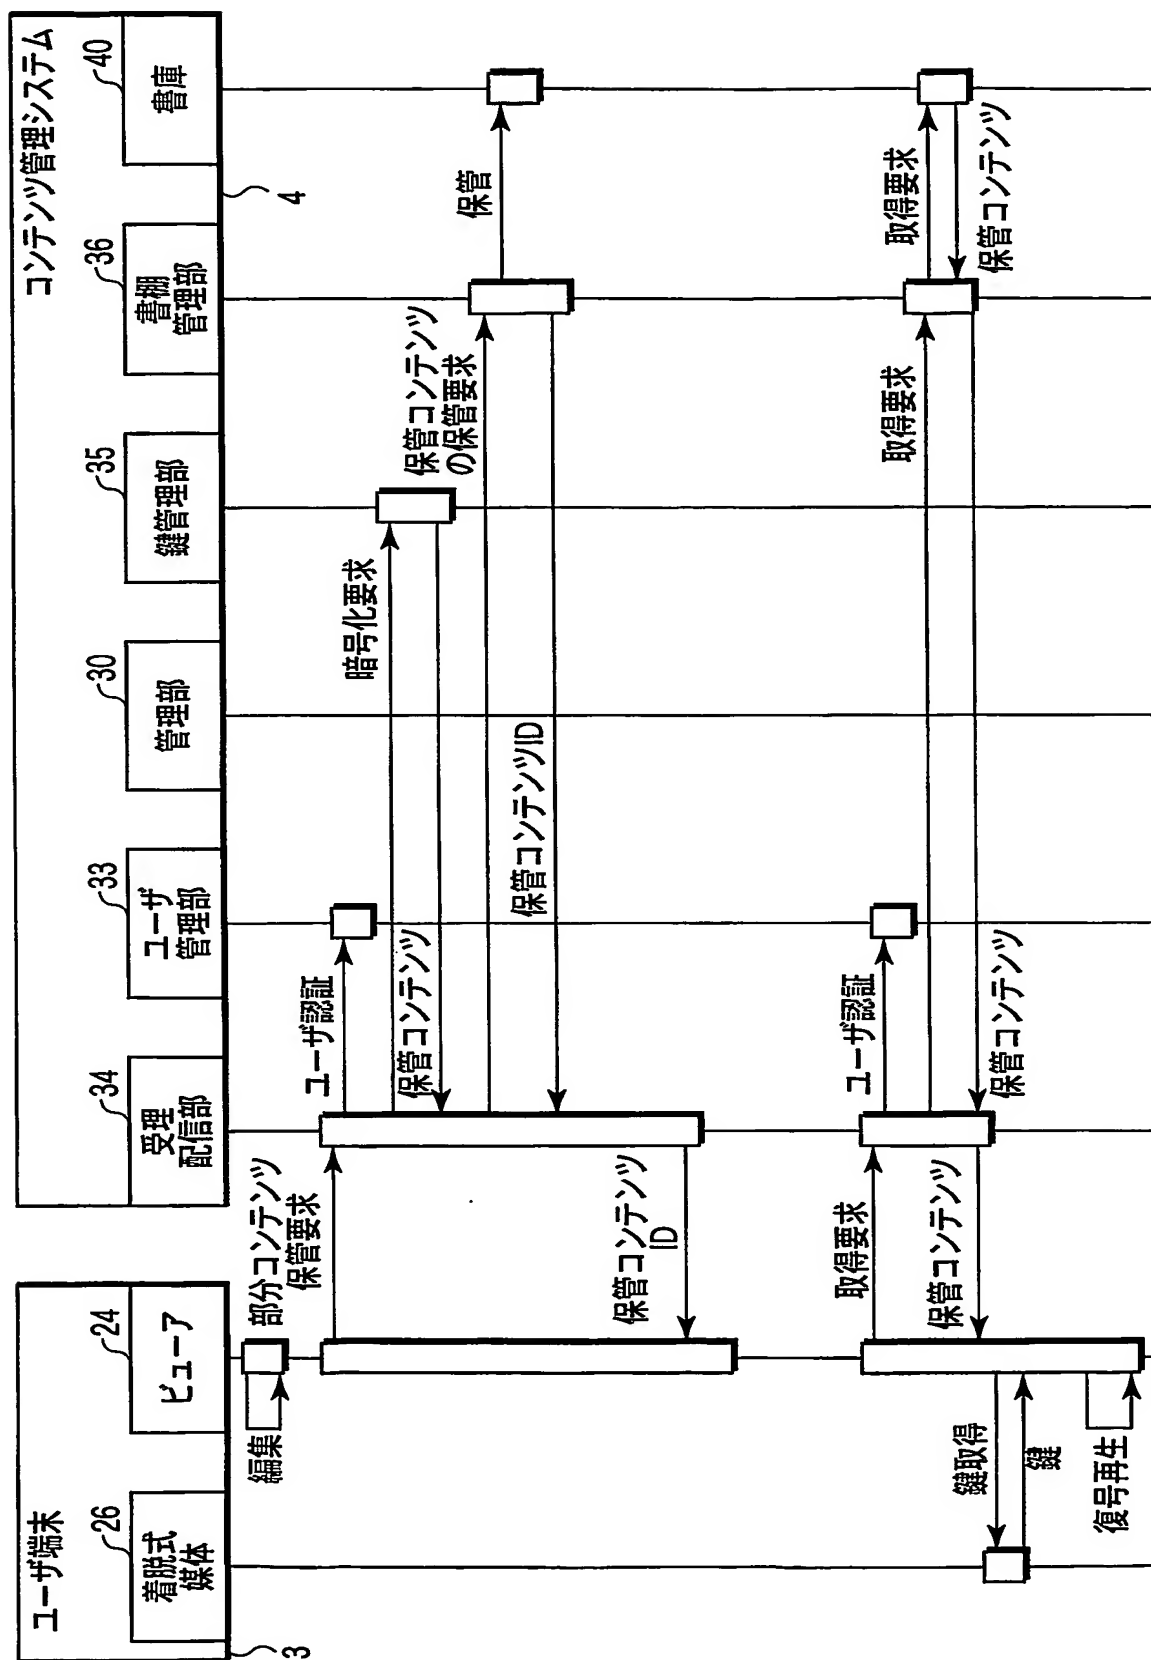 ユーザ端末
3
26
着脱式
媒体
24
ビューア
コンテンツ管理システム
4
34
受理
配信部
33
ユーザ
管理部
30
管理部
35
鍵管理部
36
書棚
管理部
40
書庫
編集
部分コンテンツ
保管要求
ユーザ認証
暗号化要求
保管コンテンツ
保管コンテンツ
の保管要求
保管
保管コンテンツID
保管コンテンツ
ID
取得要求
ユーザ認証
取得要求
取得要求
保管コンテンツ
保管コンテンツ
保管コンテンツ
鍵取得
鍵
復号再生